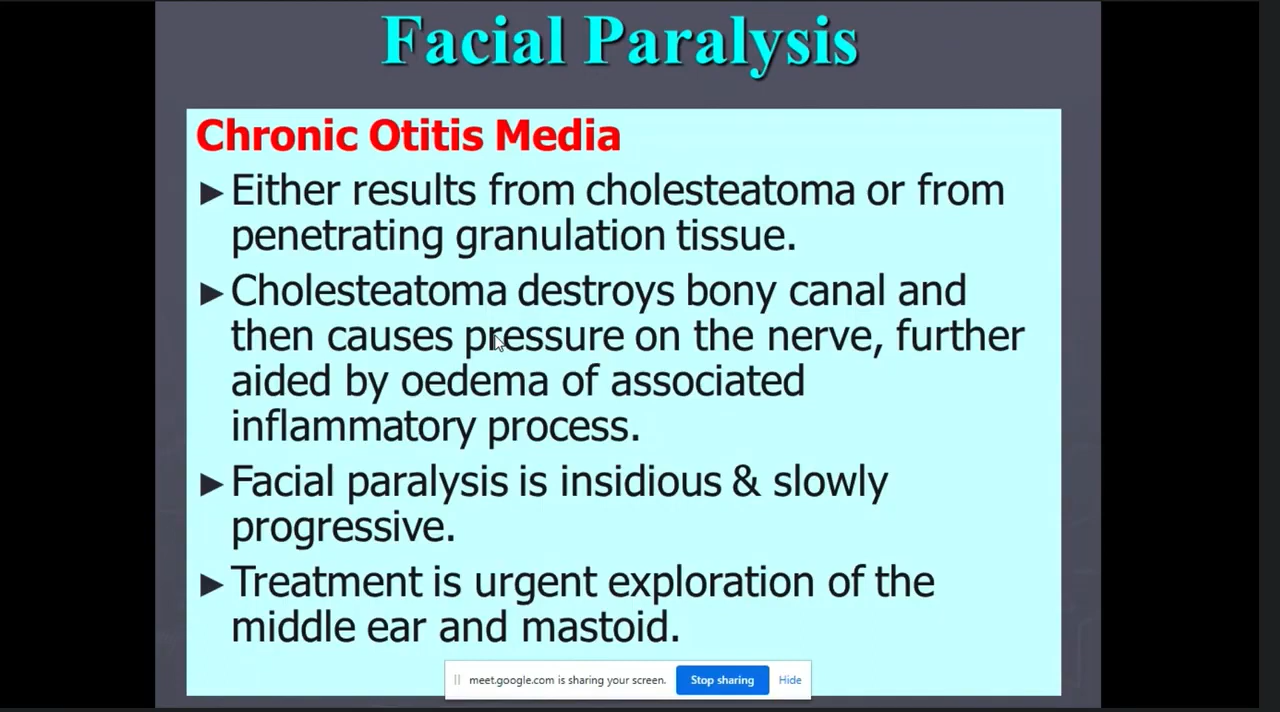 Facial Paralysis
Chronic Otitis Media
►Either results from cholesteatoma or from
penetrating granulation tissue.
►Cholesteatoma destroys bony canal and
then causes pressure on the nerve, further
aided by oedema of associated
inflammatory process.
►Facial paralysis is insidious & slowly
progressive.
►Treatment is urgent exploration of the
middle ear and mastoid.
meet.google.com is sharing your screen. Stop sharing Hide